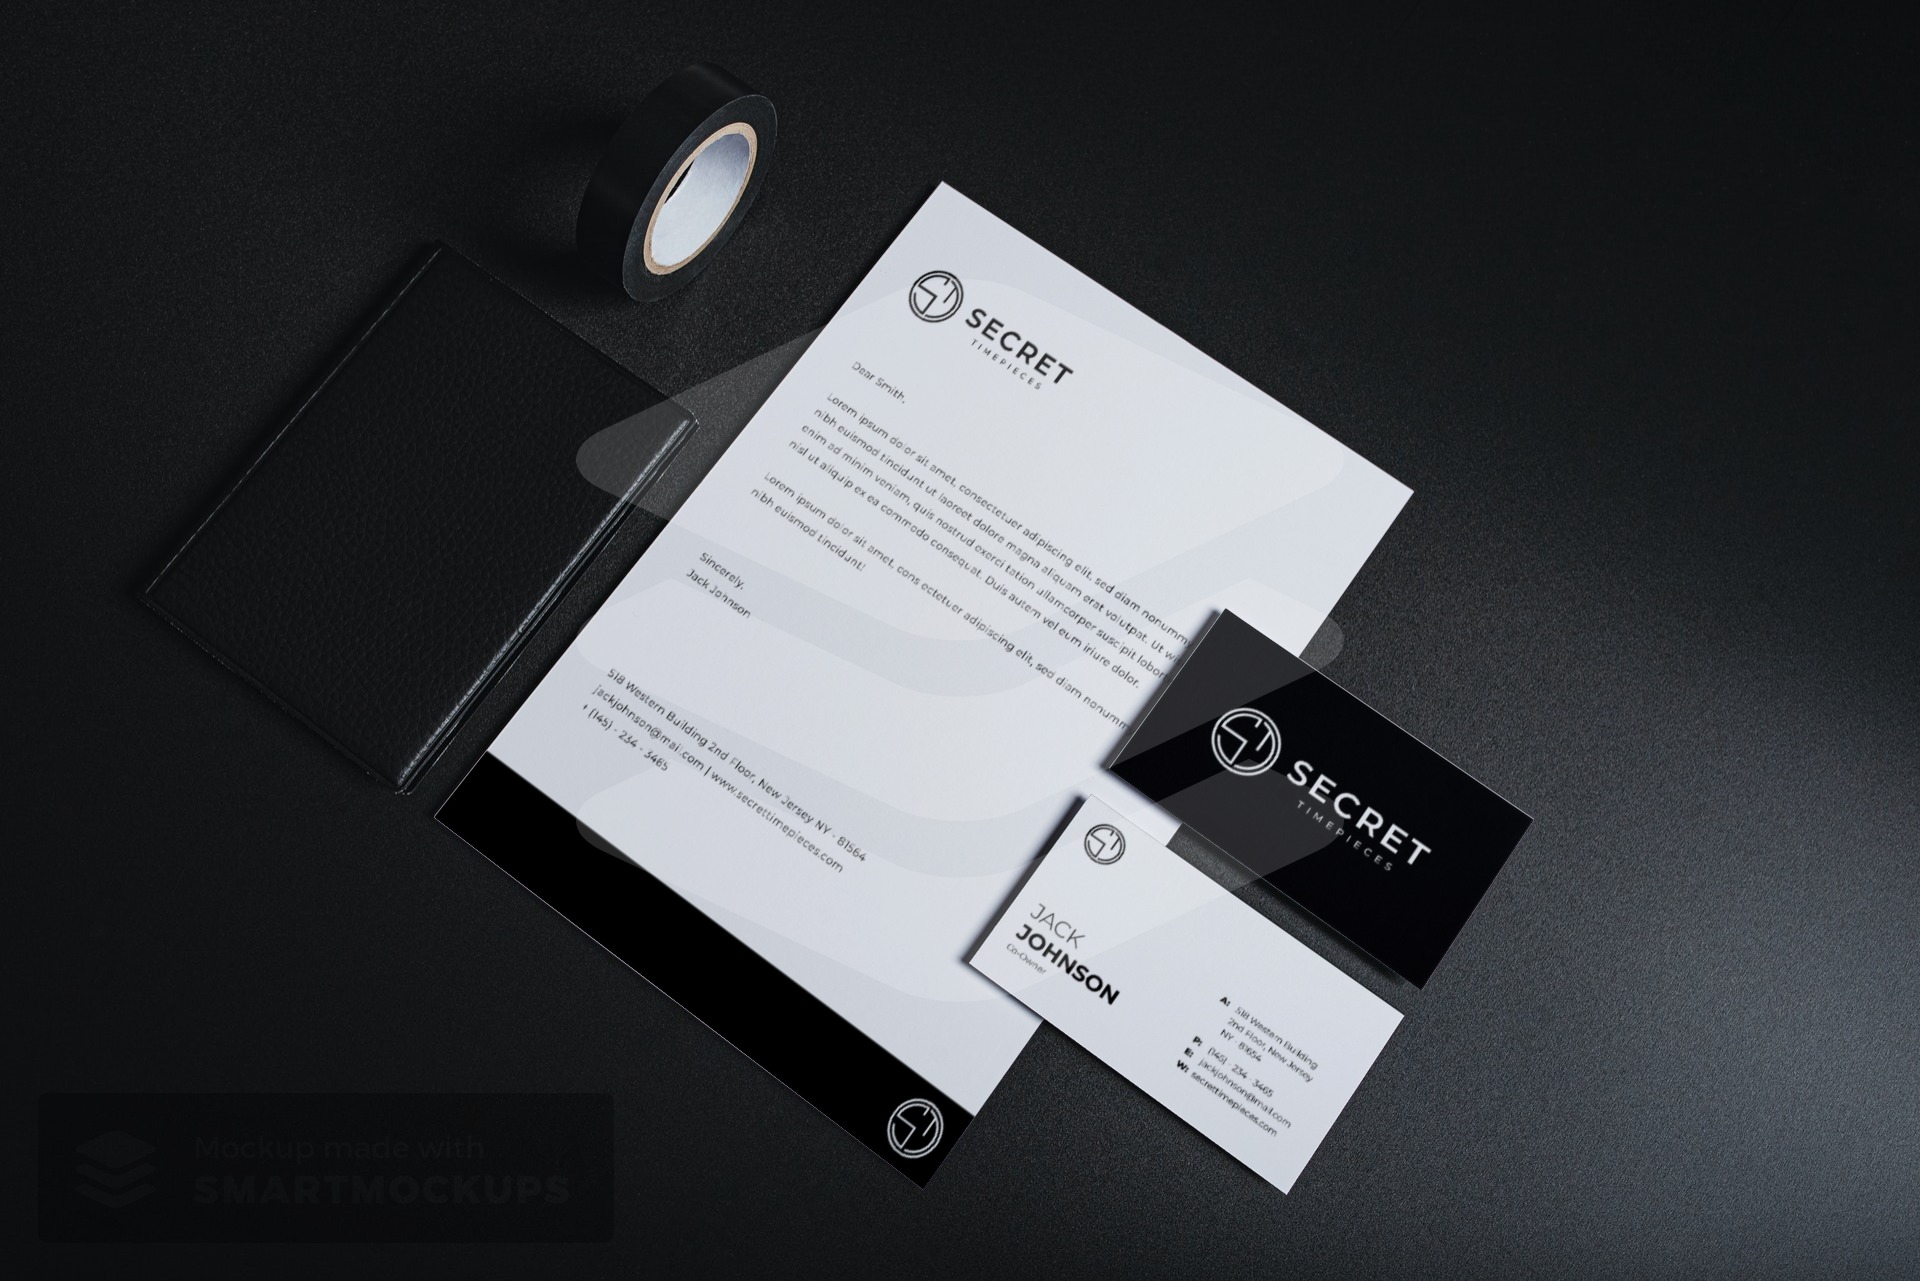 SECRET
TIMEPIECES
Dear Smith,
Lorem ipsum dolor sit amet, consectetuer adipiscing elit, sed diam nonumm
nibh euismod tincidunt ut laoreet dolore magna aliquam erat volutpat. Ut wi
enim ad minim veniam, quis nostrud exerci tation ullamcorper suscipit lobor
nisl ut aliquip ex ea commodo consequat. Duis autem vel eum iriure dolor.
Lorem ipsum dolor sit amet, cons ectetuer adipiscing elit, sed diam nonumm
nibh euismod tincidunt!
Sincerely,
Jack Johnson
518 Western Building 2nd Floor, New Jersey NY - 81564
jackjohnson@mail.com | www.secrettimepieces.com
+ (145) - 234 - 3465
SECRET
TIMEPIECES
JACK
JOHNSON
Co-Owner
A: 518 Western Building
2nd Floor, New Jersey
NY - 81654
P: (145) - 234 - 3465
E: jackjohnson@mail.com
W: secrettimepieces.com
Mockup made with
SMARTMOCKUPS